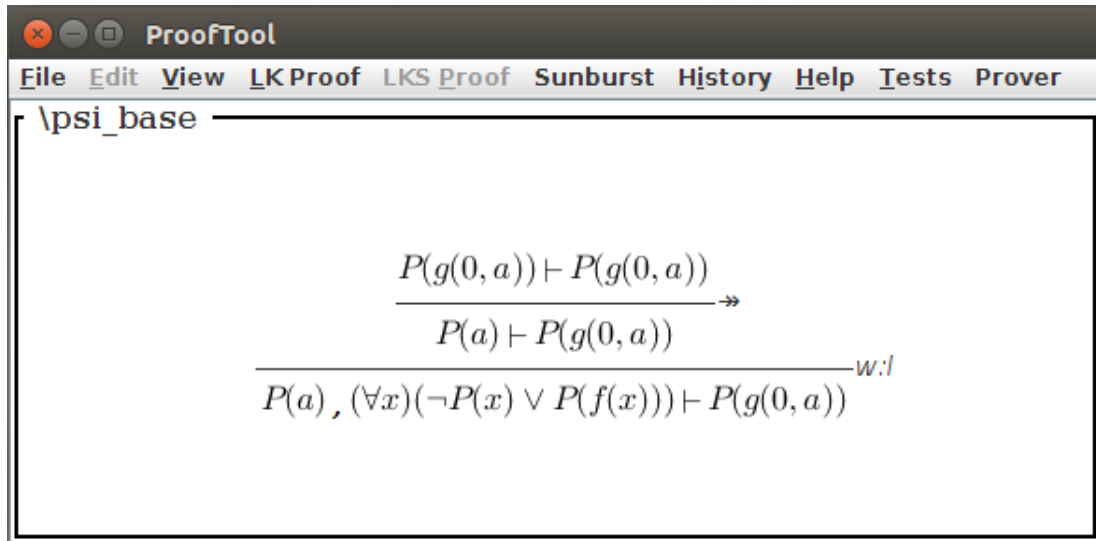 ProofTool
File Edit View LK Proof LKS Proof Sunburst History Help Tests Prover
\psi_base
P(g(0, a)) ⊢ P(g(0, a))
↠
P(a) ⊢ P(g(0, a))
w:l
P(a) , (∀x)(¬P(x) ∨ P(f(x))) ⊢ P(g(0, a))